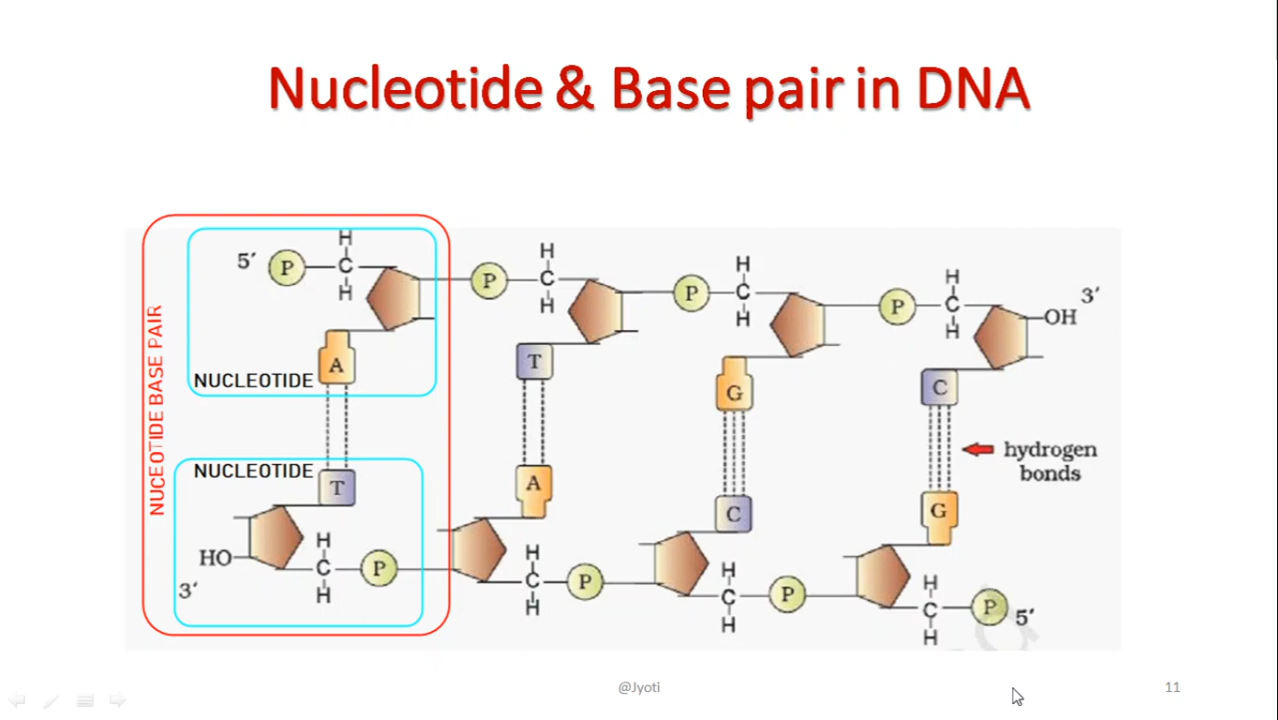 Nucleotide & Base pair in DNA
NUCEOTIDE BASE PAIR
5′ P H C H P H C H P H C H P H C H OH 3′
NUCLEOTIDE A T G C
hydrogen
bonds
NUCLEOTIDE T A C G
HO H C H P H C H P H C H P H C H P 5′
3′
@Jyoti
11